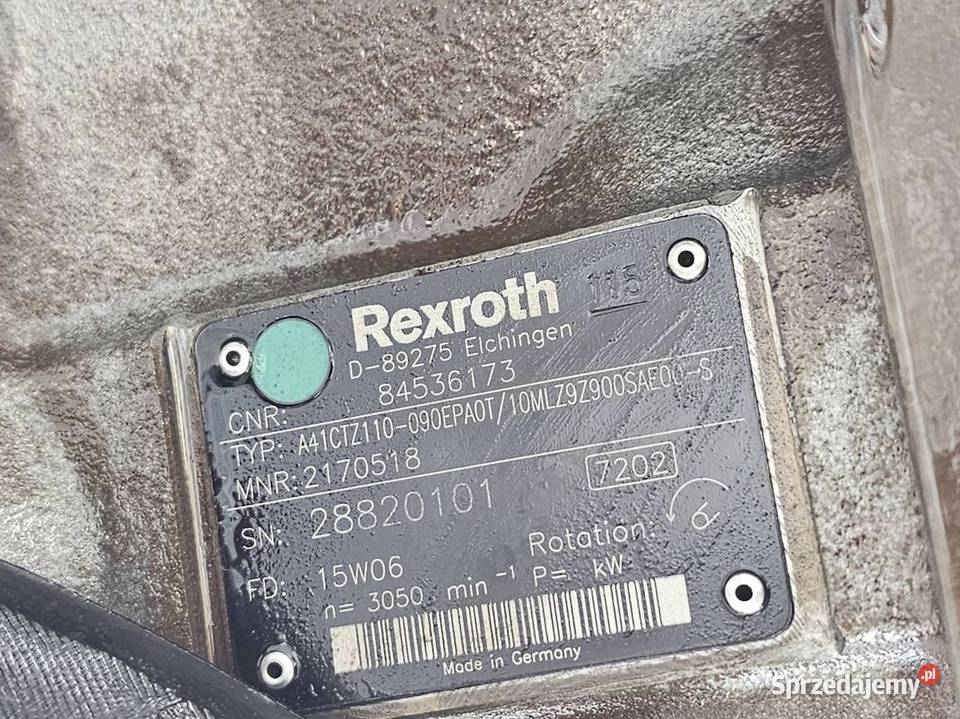 Rexroth 115
D-89275 Elchingen
CNR: 84536173
TYP: A41CTZ110-090EPA0T/10MLZ9Z900SAE00-S
MNR: 2170518
7202
SN: 28820101
Rotation:
FD: 15W06
n= 3050 min -1 P= kW
Made in Germany
Sprzedajemy.pl